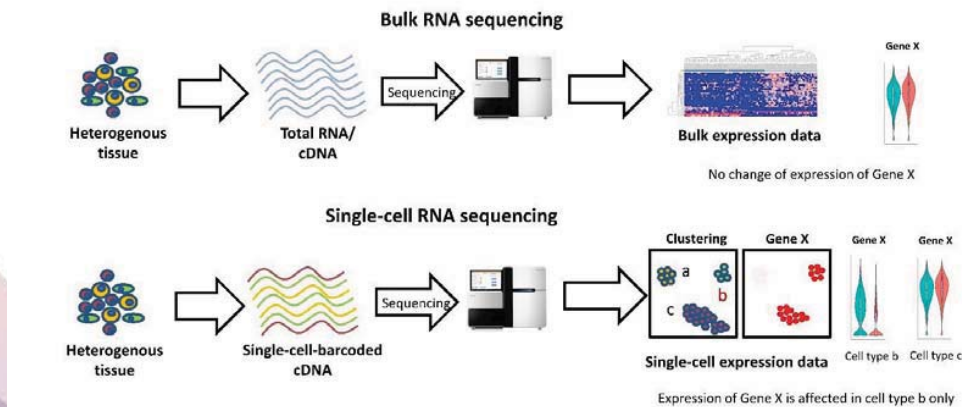 Bulk RNA sequencing
Heterogenous
tissue
Total RNA/
cDNA
Sequencing
Bulk expression data
Gene X
No change of expression of Gene X
Single-cell RNA sequencing
Heterogenous
tissue
Single-cell-barcoded
cDNA
Sequencing
Clustering
Gene X
a
b
c
Single-cell expression data
Gene X
Gene X
Cell type b
Cell type c
Expression of Gene X is affected in cell type b only